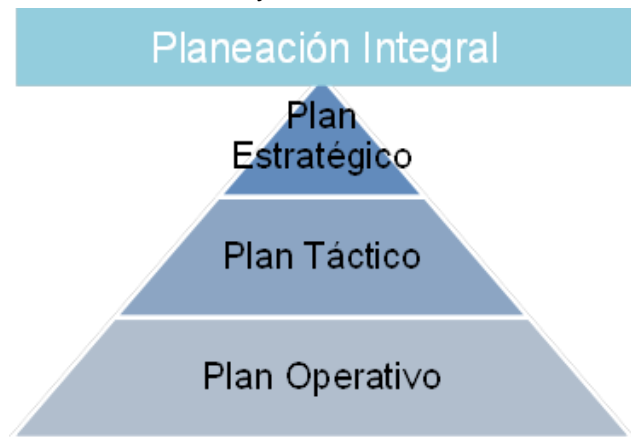 Planeación Integral
Plan
Estratégico
Plan Táctico
Plan Operativo